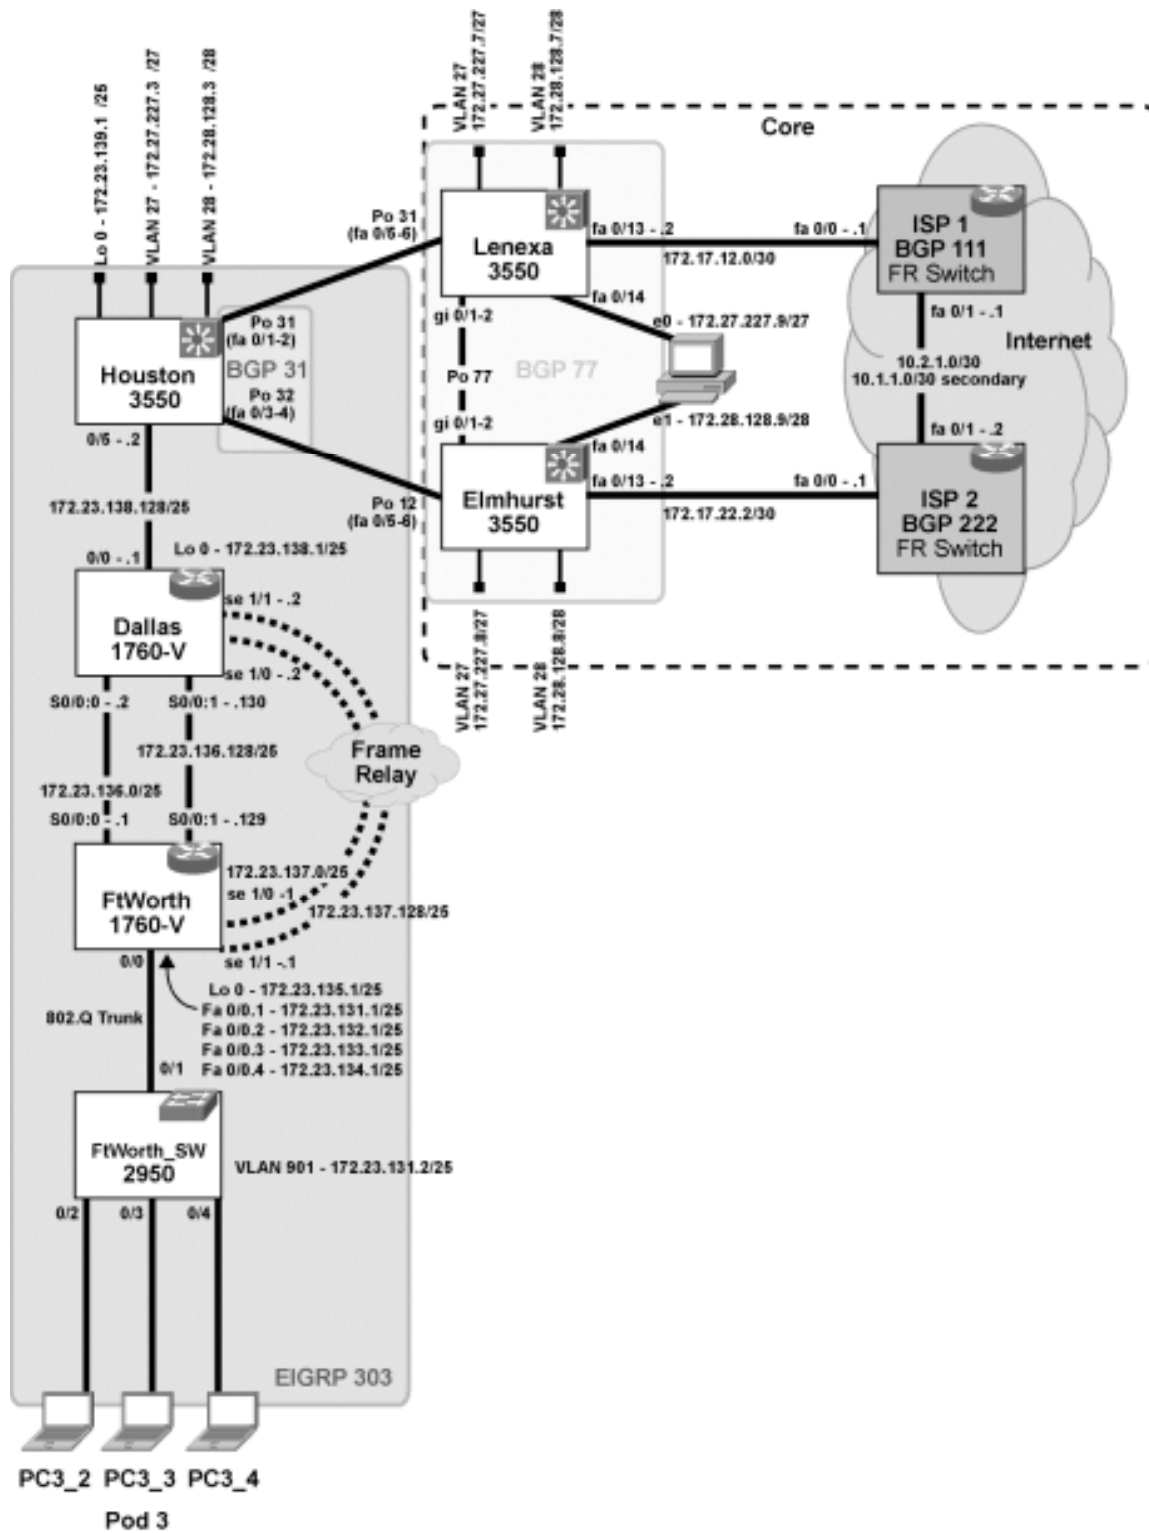 Lo 0 - 172.23.139.1 /25
VLAN 27 - 172.27.227.3 /27
VLAN 28 - 172.28.128.3 /28
VLAN 27
172.27.227.7/27
VLAN 28
172.28.128.7/28
Core
Po 31
(fa 0/5-6)
Lenexa
3550
fa 0/13 - .2
172.17.12.0/30
fa 0/0 - .1
ISP 1
BGP 111
FR Switch
fa 0/1 - .1
Internet
10.2.1.0/30
10.1.1.0/30 secondary
fa 0/14
e0 - 172.27.227.9/27
gi 0/1-2
Po 77
BGP 77
gi 0/1-2
e1 - 172.28.128.9/28
fa 0/14
fa 0/1 - .2
Houston
3550
Po 31
(fa 0/1-2)
BGP 31
Po 32
(fa 0/3-4)
0/5 - .2
Po 12
(fa 0/5-6)
Elmhurst
3550
fa 0/13 - .2
172.17.22.2/30
fa 0/0 - .1
ISP 2
BGP 222
FR Switch
172.23.138.128/25
Lo 0 - 172.23.138.1/25
0/0 - .1
VLAN 27
172.27.227.8/27
VLAN 28
172.28.128.8/28
Dallas
1760-V
se 1/1 - .2
se 1/0 - .2
S0/0:0 - .2
S0/0:1 - .130
172.23.136.128/25
172.23.136.0/25
S0/0:0 - .1
S0/0:1 - .129
Frame
Relay
FtWorth
1760-V
172.23.137.0/25
se 1/0 -1
172.23.137.128/25
se 1/1 - .1
0/0
Lo 0 - 172.23.135.1/25
Fa 0/0.1 - 172.23.131.1/25
Fa 0/0.2 - 172.23.132.1/25
Fa 0/0.3 - 172.23.133.1/25
Fa 0/0.4 - 172.23.134.1/25
802.Q Trunk
0/1
FtWorth_SW
2950
VLAN 901 - 172.23.131.2/25
0/2
0/3
0/4
EIGRP 303
PC3_2
PC3_3
PC3_4
Pod 3